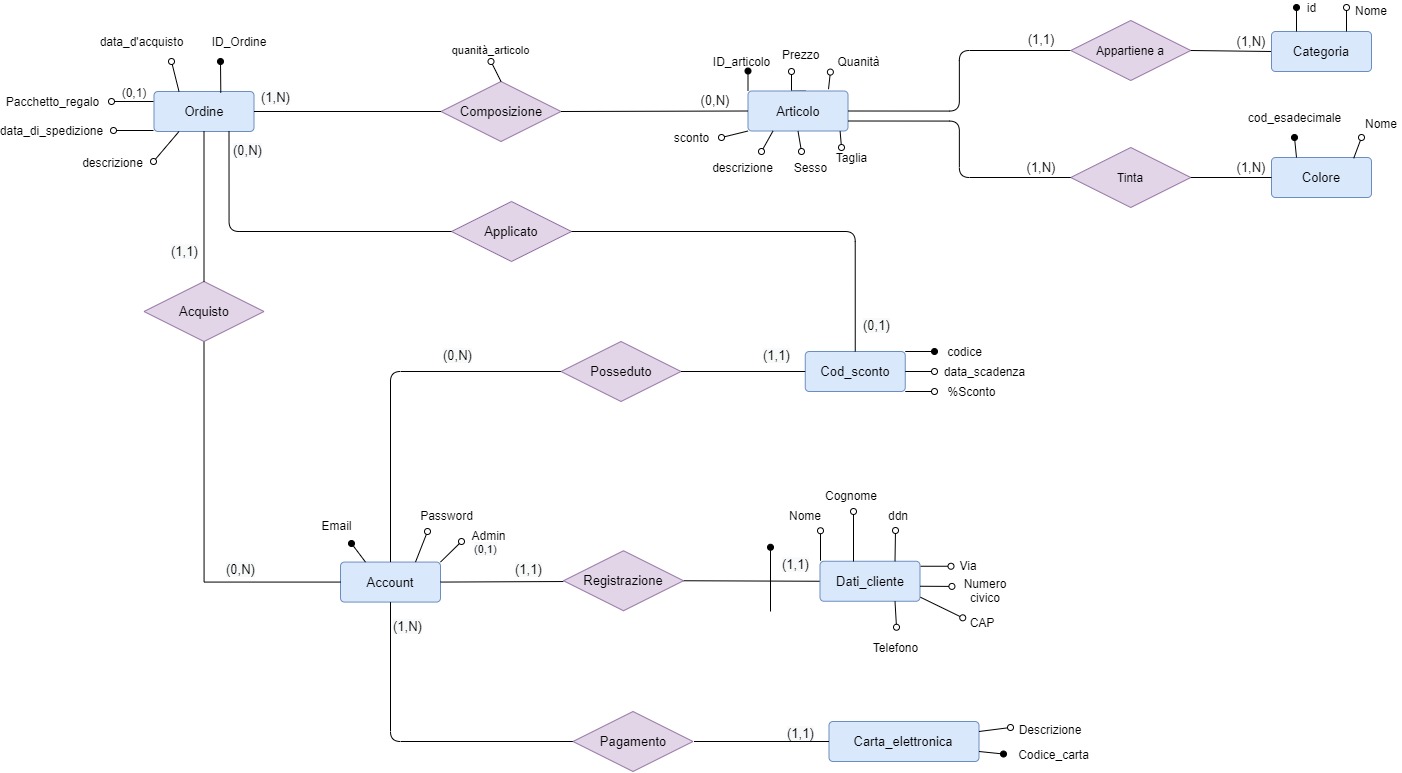 id
Nome
data_d'acquisto
ID_Ordine
quanità_articolo
ID_articolo
Prezzo
Quanità
(1,1)
Appartiene a
(1,N)
Categoria
Pacchetto_regalo
(0,1)
Ordine
(1,N)
Composizione
(0,N)
Articolo
data_di_spedizione
descrizione
(0,N)
sconto
descrizione
Sesso
Taglia
cod_esadecimale
Nome
(1,N)
Tinta
(1,N)
Colore
(1,1)
Applicato
Acquisto
(0,1)
(0,N)
Posseduto
(1,1)
Cod_sconto
codice
data_scadenza
%Sconto
Email
Password
Admin
(0,1)
Cognome
Nome
ddn
(0,N)
Account
(1,1)
Registrazione
(1,1)
Dati_cliente
Via
Numero
civico
CAP
Telefono
(1,N)
Pagamento
(1,1)
Carta_elettronica
Descrizione
Codice_carta